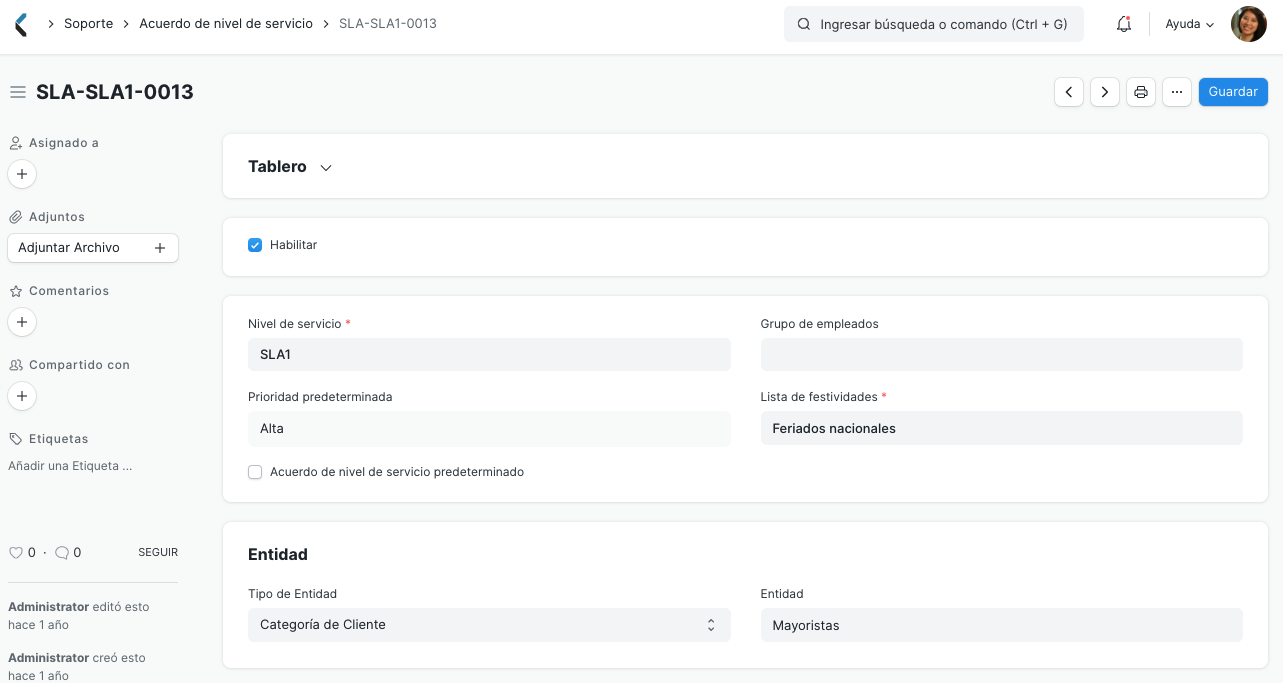 Soporte
Acuerdo de nivel de servicio
SLA-SLA1-0013
Ingresar búsqueda o comando (Ctrl + G)
Ayuda
SLA-SLA1-0013
Guardar
Asignado a
Adjuntos
Adjuntar Archivo
Comentarios
Compartido con
Etiquetas
Añadir una Etiqueta ...
0 · 0 SEGUIR
Administrator editó esto
hace 1 año
Administrator creó esto
hace 1 año
Tablero
Habilitar
Nivel de servicio *
SLA1
Grupo de empleados
Prioridad predeterminada
Alta
Lista de festividades *
Feriados nacionales
Acuerdo de nivel de servicio predeterminado
Entidad
Tipo de Entidad
Categoría de Cliente
Entidad
Mayoristas